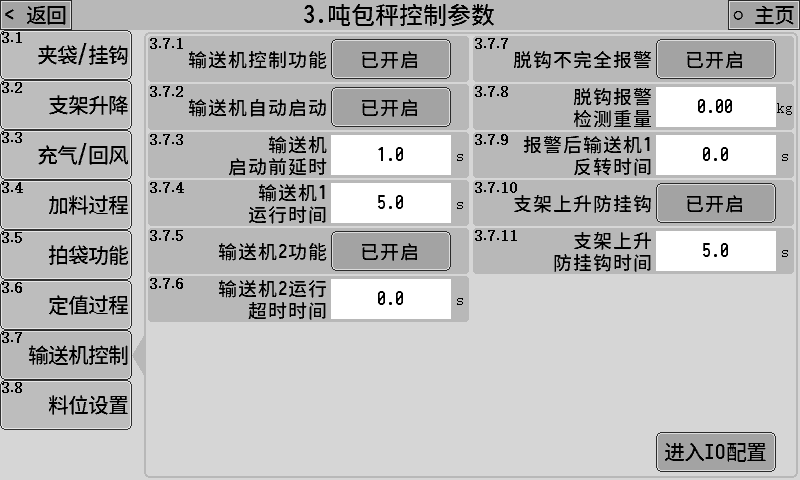 < 返回
3.吨包秤控制参数
○ 主页
3.1
夹袋/挂钩
3.2
支架升降
3.3
充气/回风
3.4
加料过程
3.5
拍袋功能
3.6
定值过程
3.7
输送机控制
3.8
料位设置
3.7.1
输送机控制功能
已开启
3.7.2
输送机自动启动
已开启
3.7.3
输送机
启动前延时
1.0
s
3.7.4
输送机1
运行时间
5.0
s
3.7.5
输送机2功能
已开启
3.7.6
输送机2运行
超时时间
0.0
s
3.7.7
脱钩不完全报警
已开启
3.7.8
脱钩报警
检测重量
0.00
kg
3.7.9
报警后输送机1
反转时间
0.0
s
3.7.10
支架上升防挂钩
已开启
3.7.11
支架上升
防挂钩时间
5.0
s
进入IO配置